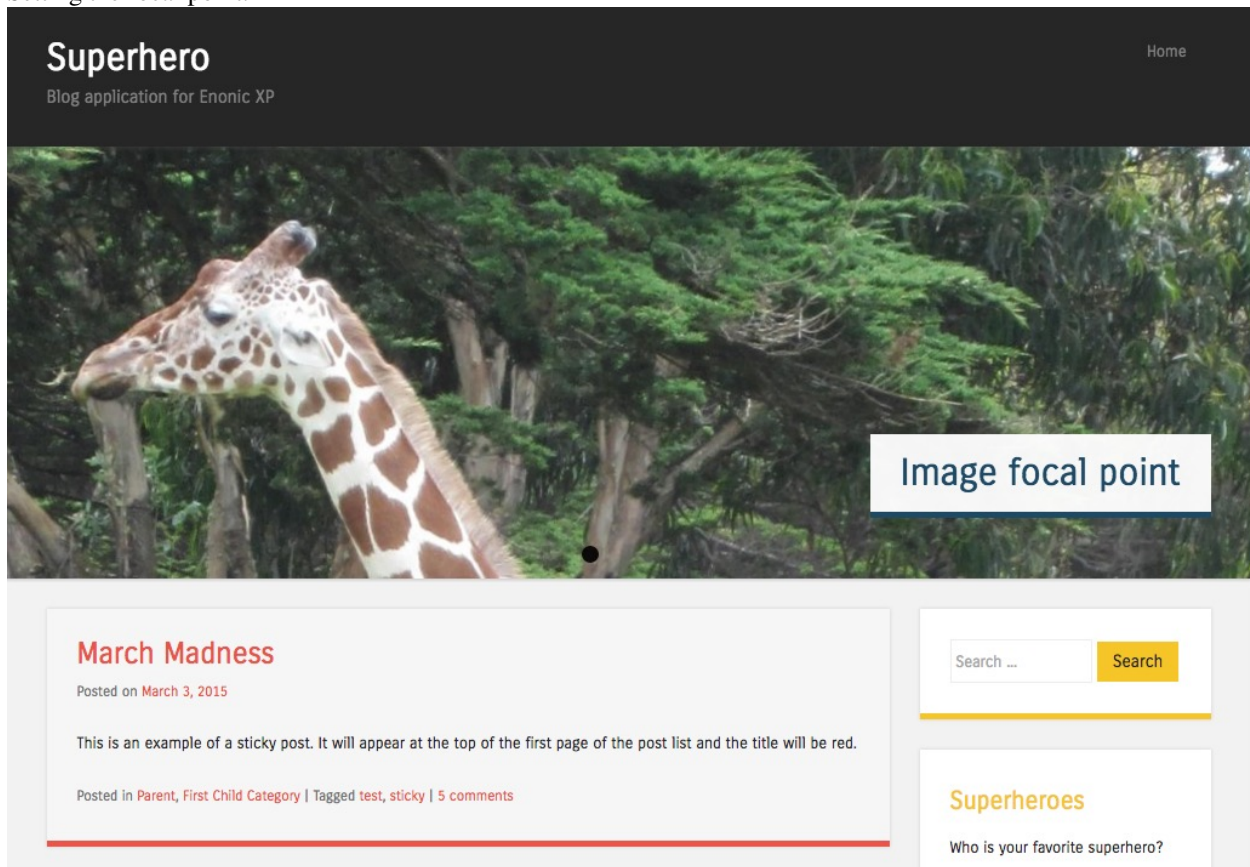 Superhero
Home
Blog application for Enonic XP
Image focal point
March Madness
Posted on March 3, 2015
This is an example of a sticky post. It will appear at the top of the first page of the post list and the title will be red.
Posted in Parent, First Child Category | Tagged test, sticky | 5 comments
Search ...
Search
Superheroes
Who is your favorite superhero?